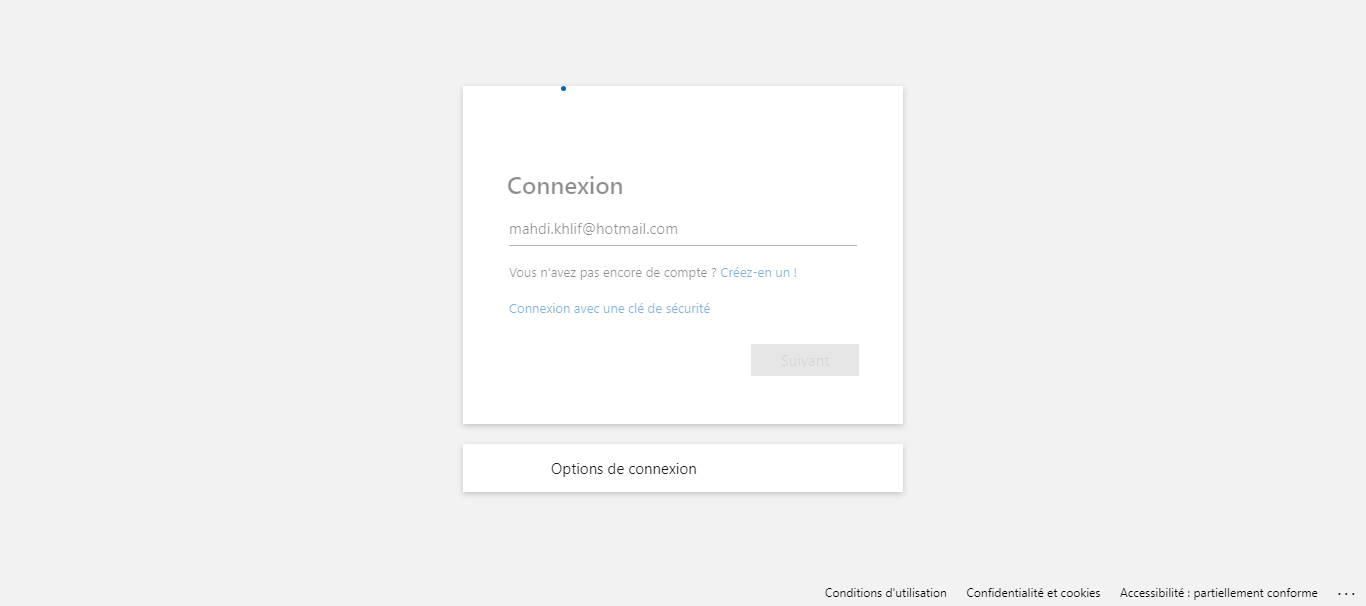 Connexion
mahdi.khlif@hotmail.com
Vous n'avez pas encore de compte ? Créez-en un !
Connexion avec une clé de sécurité
Suivant
Options de connexion
Conditions d'utilisation Confidentialité et cookies Accessibilité : partiellement conforme ...